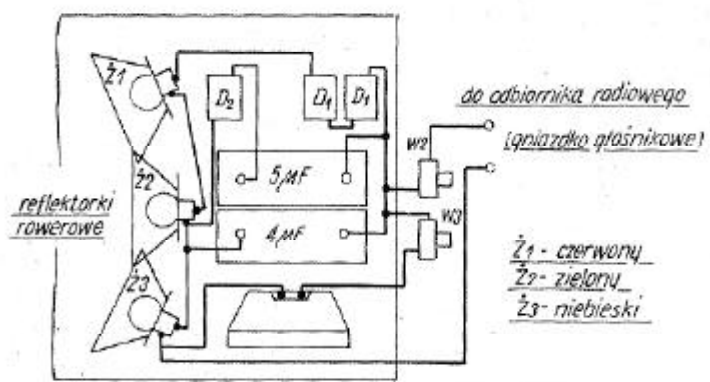 Ż1
Ż2
Ż3
D2
D1
D1
5μF
4μF
W2
W3
reflektorki
rowerowe
do odbiornika radiowego
(gniazdko głośnikowe)
Ż1 - czerwony
Ż2 - zielony
Ż3 - niebieski